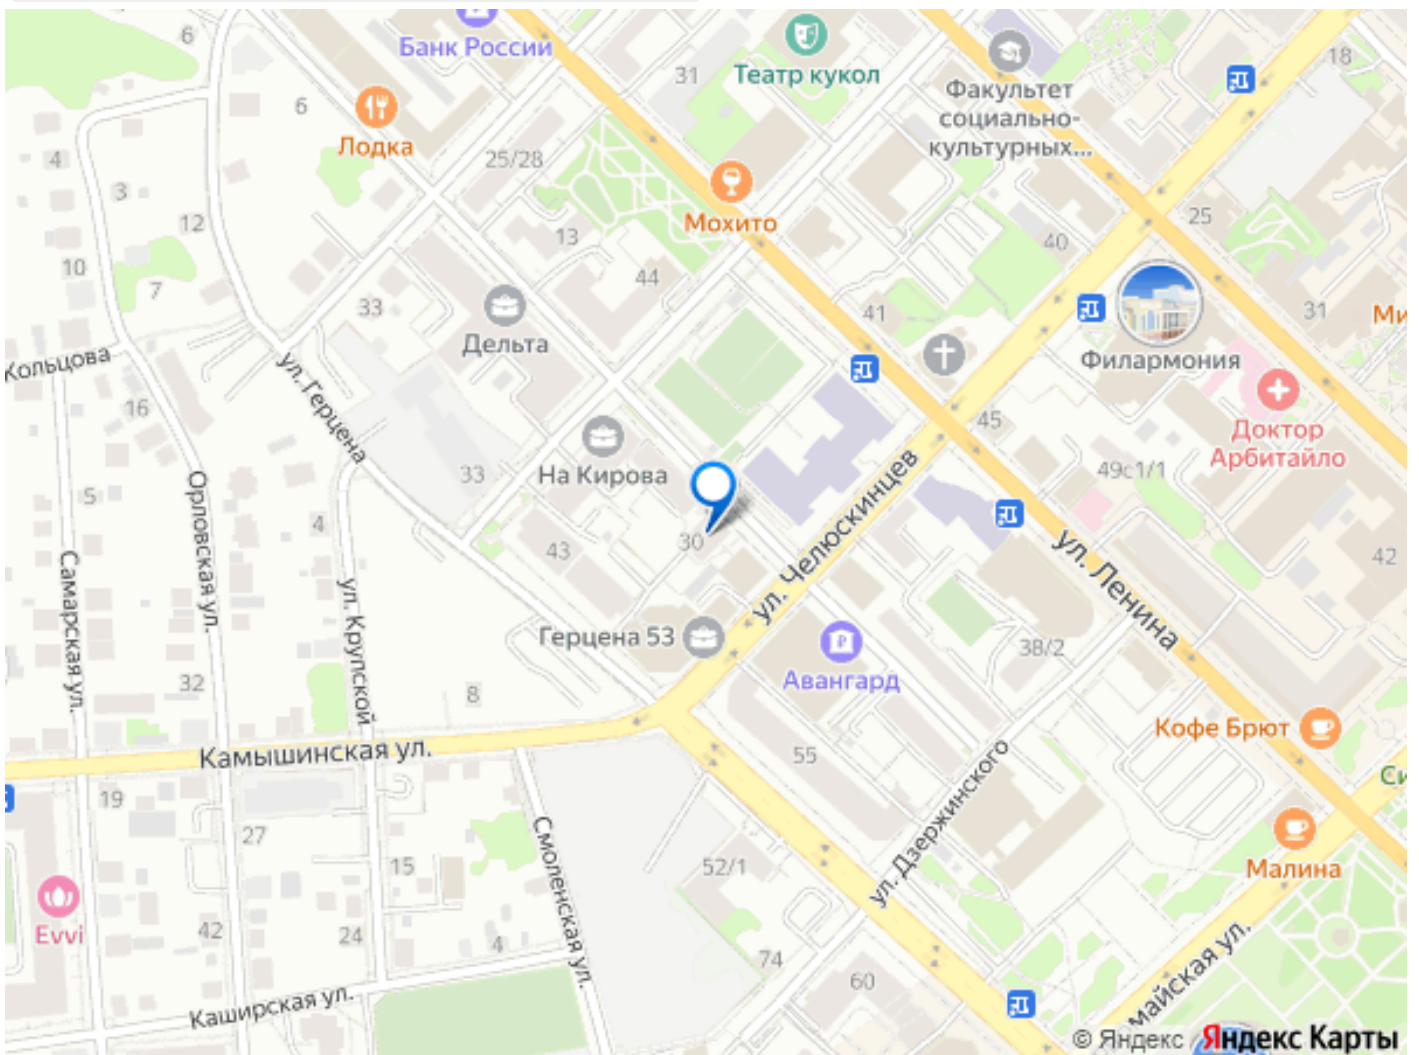 6
Банк России
31
Театр кукол
Факультет
социально-
культурных...
18
6
Лодка
25/28
4
3
12
Мохито
25
13
40
10
7
44
33
Дельта
41
31
Ми
Филармония
Кольцова
ул. Герцена
16
45
Доктор
Арбитайло
На Кирова
33
49с1/1
5
Орловская ул.
4
43
30
ул. Челюскинцев
ул. Ленина
42
Самарская ул.
ул. Крупской
Герцена 53
38/2
Авангард
32
8
Кофе Брют
Камышинская ул.
55
Си
19
27
Смоленская ул.
ул. Дзержинского
15
52/1
Малина
Evvi
42
24
4
74
60
Каширская ул.
майская ул.
© Яндекс Яндекс Карты